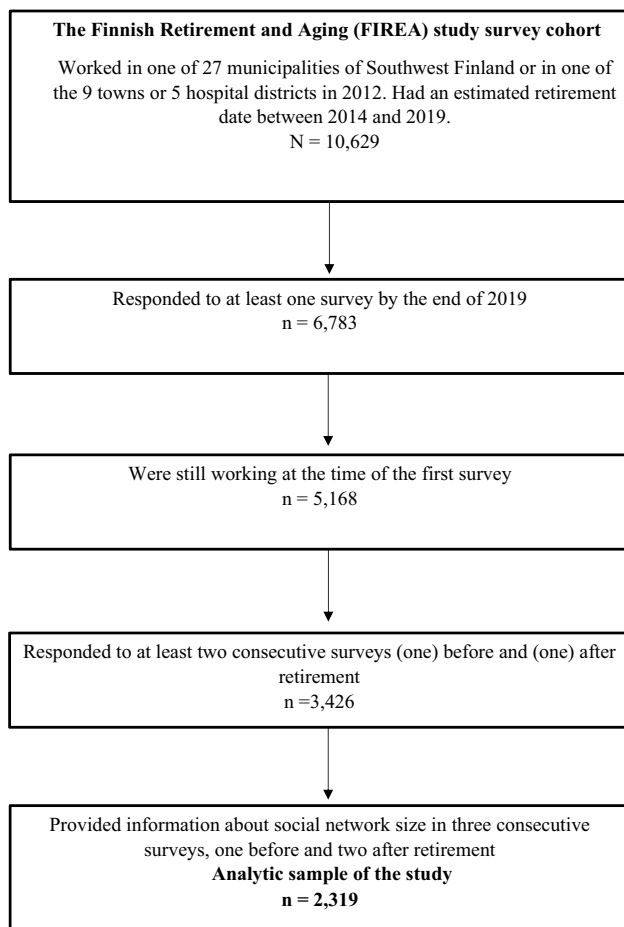 The Finnish Retirement and Aging (FIREA) study survey cohort
Worked in one of 27 municipalities of Southwest Finland or in one of
the 9 towns or 5 hospital districts in 2012. Had an estimated retirement
date between 2014 and 2019.
N = 10,629
Responded to at least one survey by the end of 2019
n = 6,783
Were still working at the time of the first survey
n = 5,168
Responded to at least two consecutive surveys (one) before and (one) after
retirement
n =3,426
Provided information about social network size in three consecutive
surveys, one before and two after retirement
Analytic sample of the study
n = 2,319